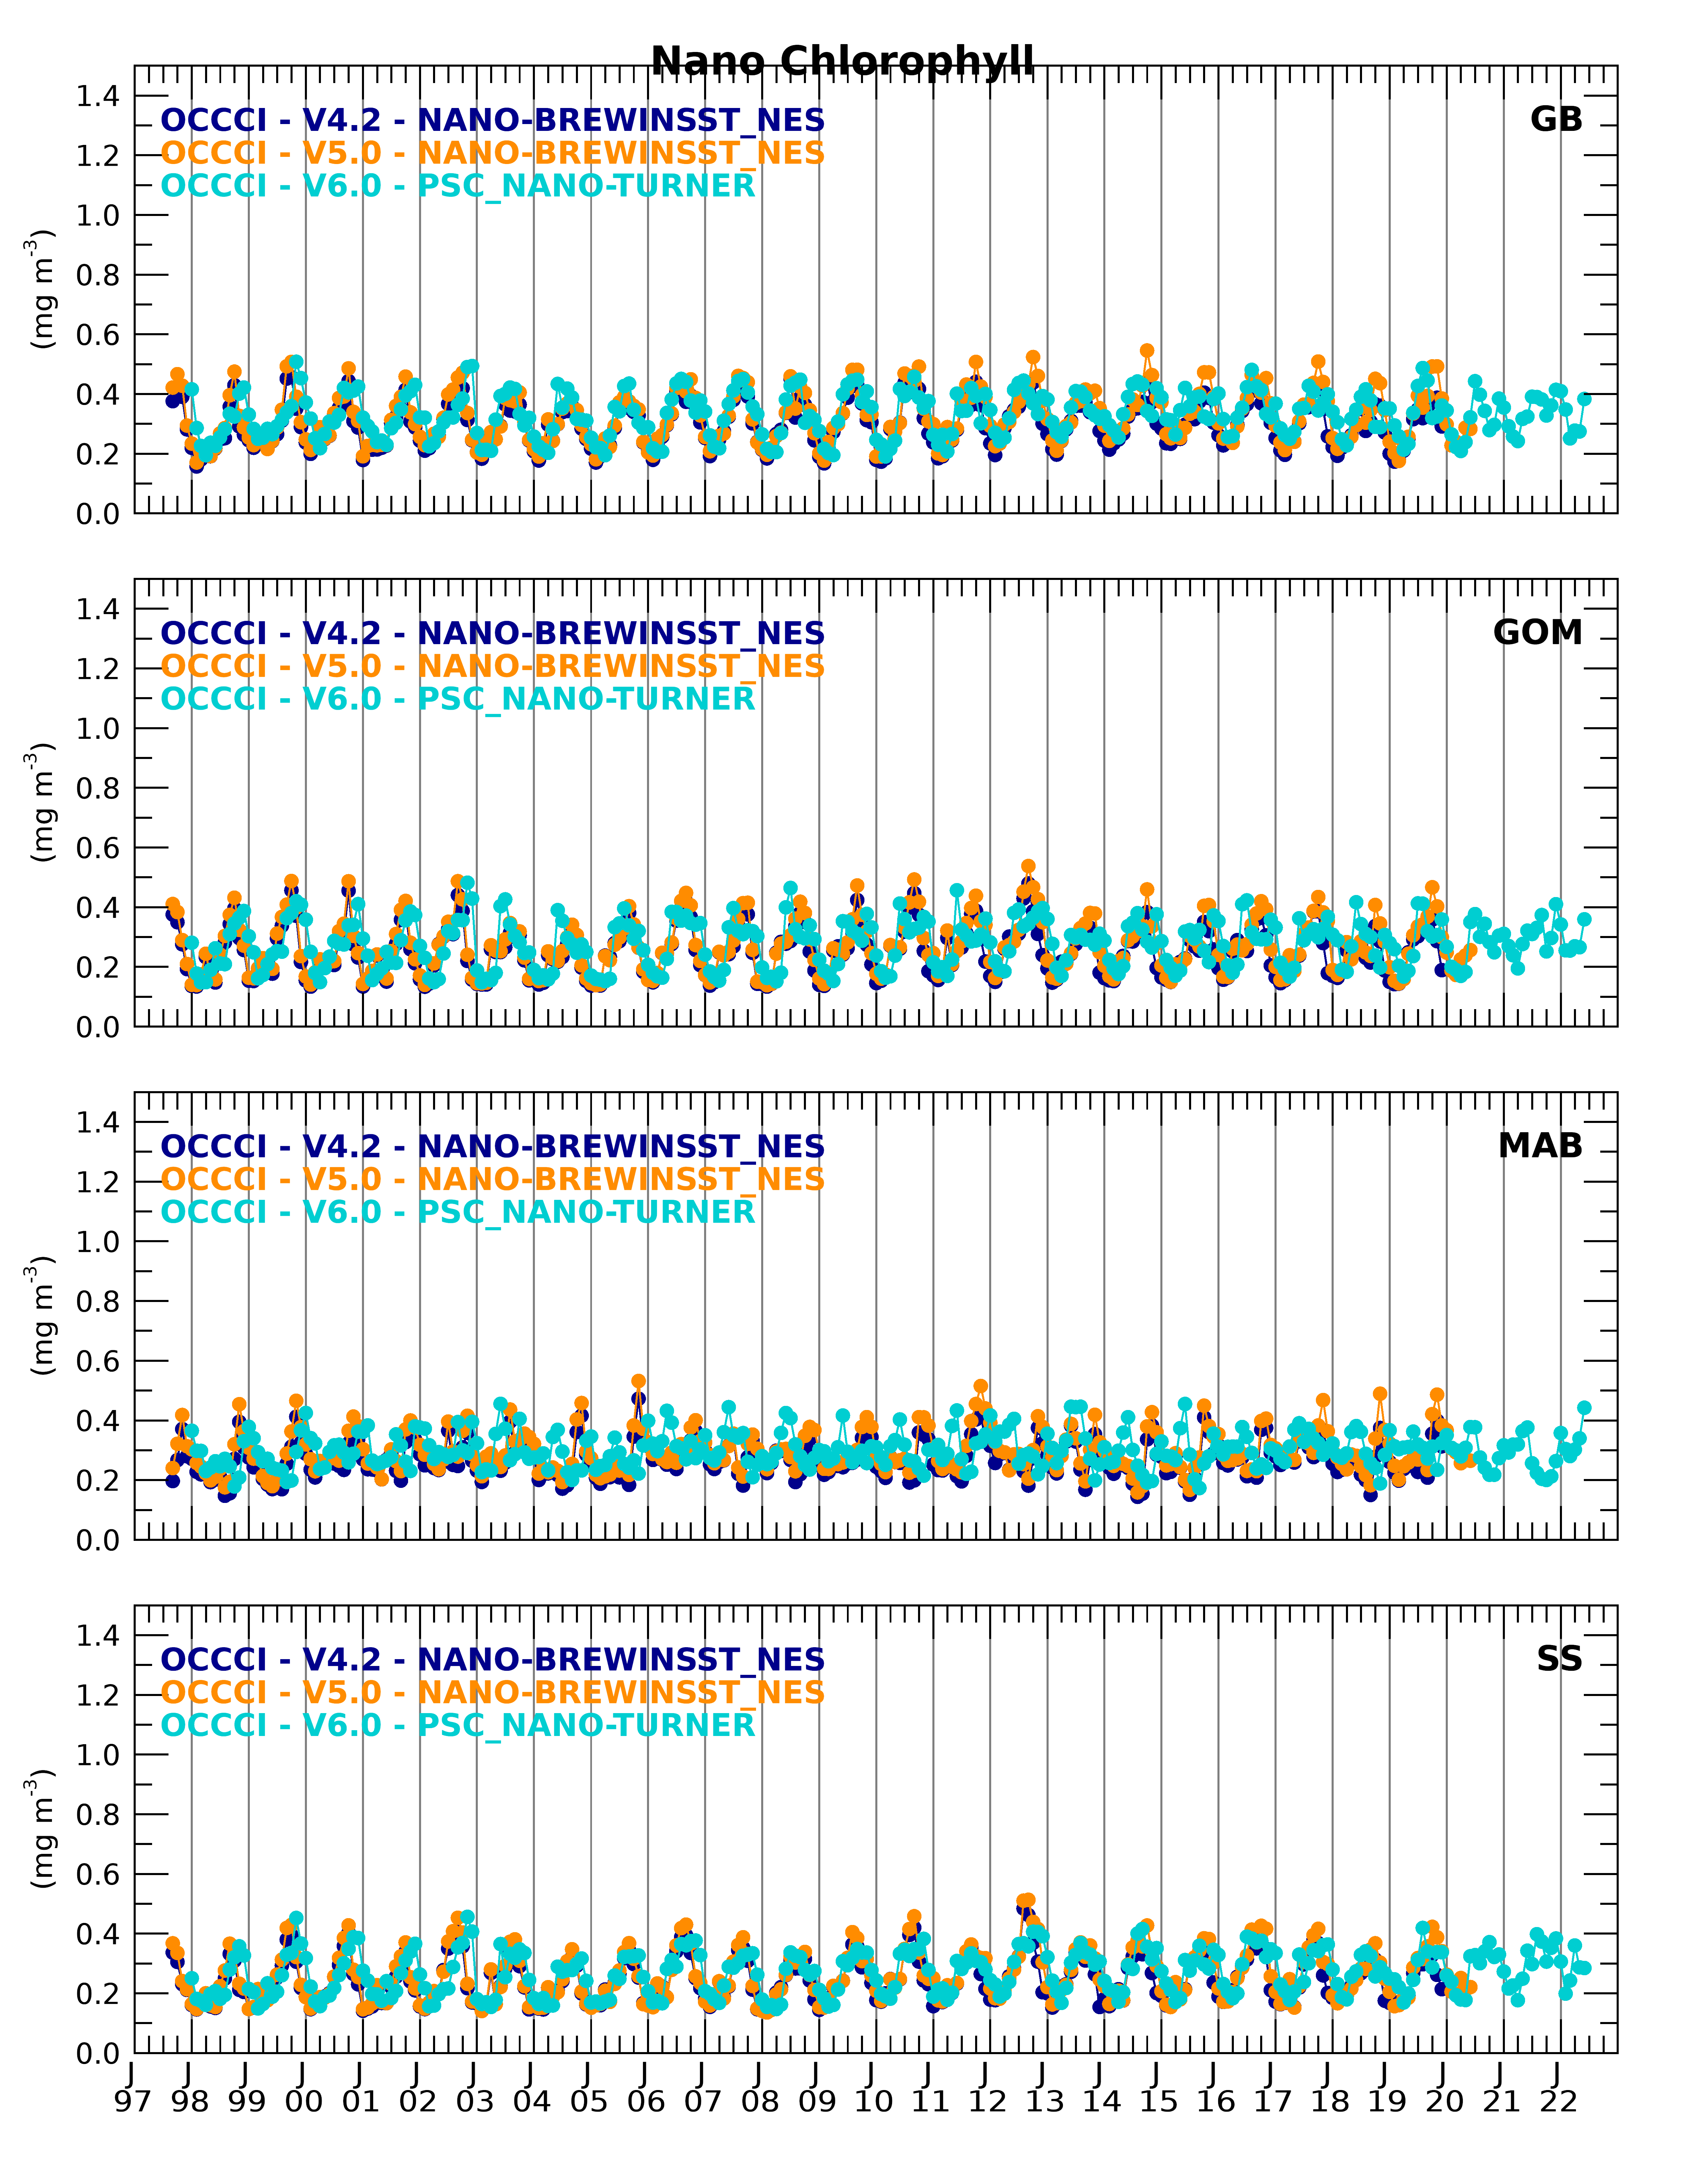 Nano Chlorophyll
1.4
1.2
1.0
0.8
0.6
0.4
0.2
0.0
(mg m-3)
OCCCI - V4.2 - NANO-BREWINSST_NES
OCCCI - V5.0 - NANO-BREWINSST_NES
OCCCI - V6.0 - PSC_NANO-TURNER
GB
1.4
1.2
1.0
0.8
0.6
0.4
0.2
0.0
(mg m-3)
OCCCI - V4.2 - NANO-BREWINSST_NES
OCCCI - V5.0 - NANO-BREWINSST_NES
OCCCI - V6.0 - PSC_NANO-TURNER
GOM
1.4
1.2
1.0
0.8
0.6
0.4
0.2
0.0
(mg m-3)
OCCCI - V4.2 - NANO-BREWINSST_NES
OCCCI - V5.0 - NANO-BREWINSST_NES
OCCCI - V6.0 - PSC_NANO-TURNER
MAB
1.4
1.2
1.0
0.8
0.6
0.4
0.2
0.0
(mg m-3)
OCCCI - V4.2 - NANO-BREWINSST_NES
OCCCI - V5.0 - NANO-BREWINSST_NES
OCCCI - V6.0 - PSC_NANO-TURNER
SS
J J J J J J J J J J J J J J J J J J J J J J J J J J
97 98 99 00 01 02 03 04 05 06 07 08 09 10 11 12 13 14 15 16 17 18 19 20 21 22